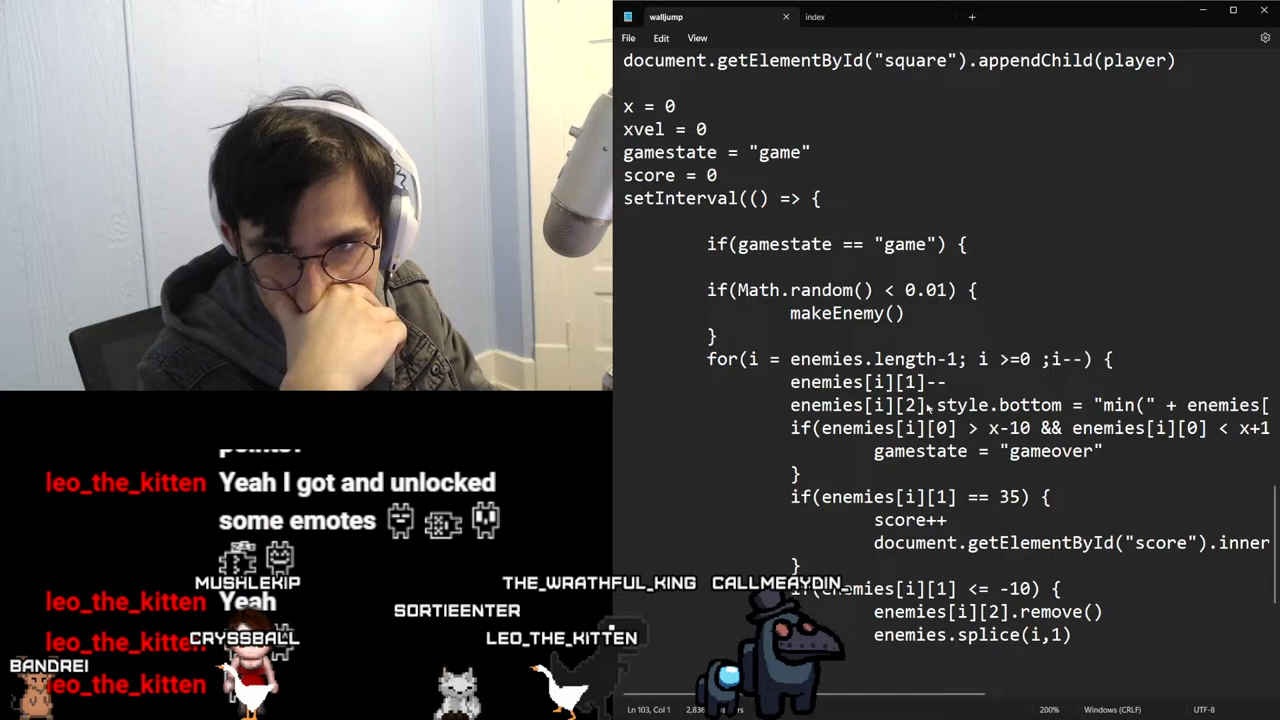 walljump
index
File Edit View
document.getElementById("square").appendChild(player)
x = 0
xvel = 0
gamestate = "game"
score = 0
setInterval(() => {
if(gamestate == "game") {
if(Math.random() < 0.01) {
makeEnemy()
}
for(i = enemies.length-1; i >=0 ;i--) {
enemies[i][1]--
enemies[i][2].style.bottom = "min(" + enemies[
if(enemies[i][0] > x-10 && enemies[i][0] < x+1
gamestate = "gameover"
}
if(enemies[i][1] == 35) {
score++
document.getElementById("score").inner
}
if(enemies[i][1] <= -10) {
enemies[i][2].remove()
enemies.splice(i,1)
Ln 103, Col 1
200%
Windows (CRLF)
UTF-8
leo_the_kitten Yeah I got and unlocked
some emotes
leo_the_kitten Yeah
leo_the_kitten
leo_the_kitten
MUSHLEKIP
THE_WRATHFUL_KING
CALLMEAYDIN_
SORTIEENTER
CRYSSBALL
LEO_THE_KITTEN
BANDREI